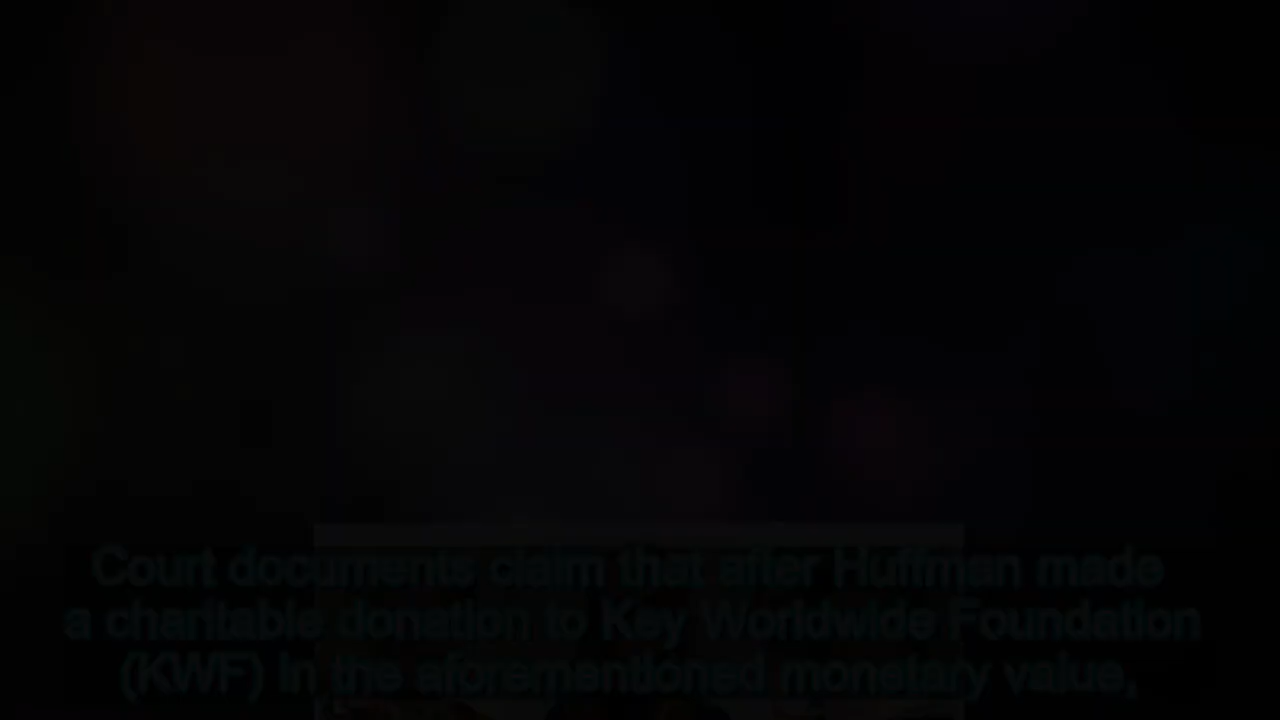 Court documents claim that after Huffman made
a charitable donation to Key Worldwide Foundation
(KWF) in the aforementioned monetary value,